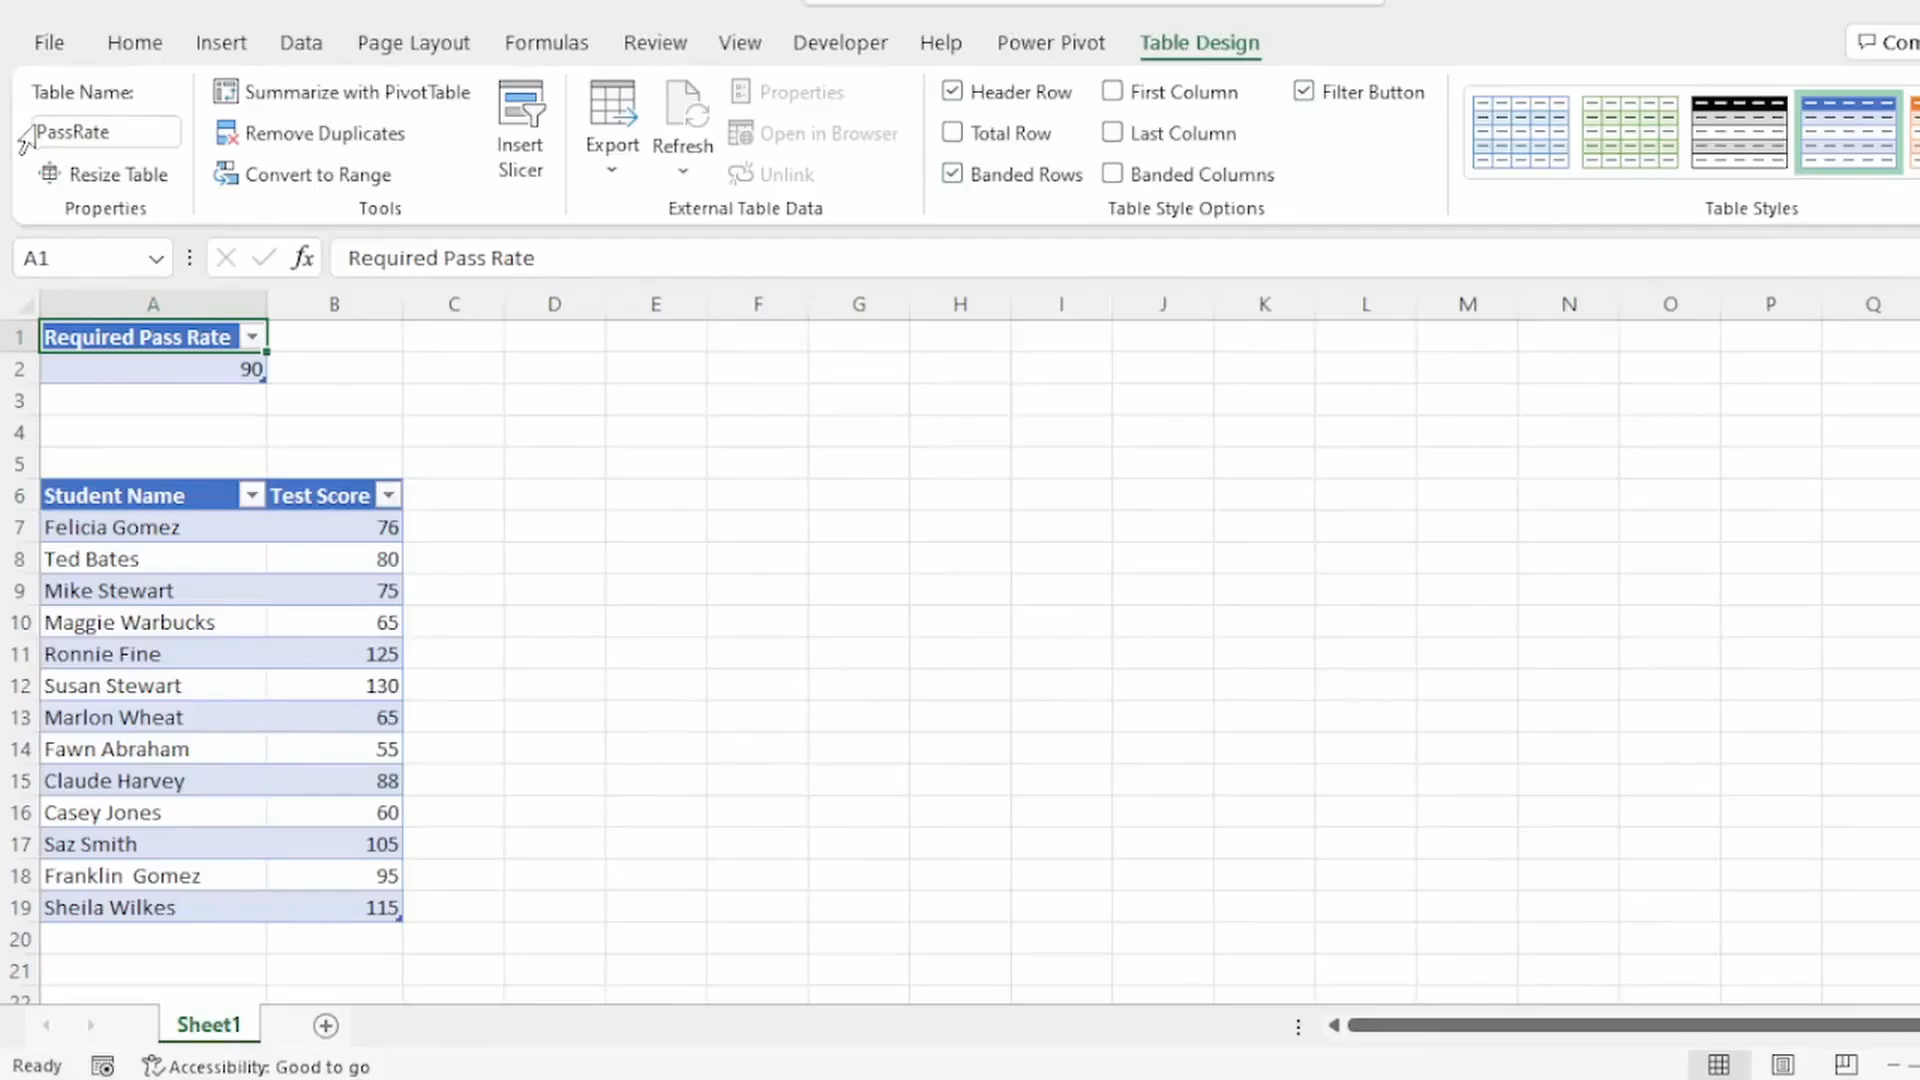 File Home Insert Data Page Layout Formulas Review View Developer Help Power Pivot Table Design Com
Table Name:
PassRate
Resize Table
Properties
Summarize with PivotTable
Remove Duplicates
Convert to Range
Tools
Insert
Slicer
Export
Refresh
Properties
Open in Browser
Unlink
External Table Data
Header Row
First Column
Filter Button
Total Row
Last Column
Banded Rows
Banded Columns
Table Style Options
Table Styles
A1 fx Required Pass Rate
A B C D E F G H I J K L M N O P Q
1 Required Pass Rate
2 90
3
4
5
6 Student Name Test Score
7 Felicia Gomez 76
8 Ted Bates 80
9 Mike Stewart 75
10 Maggie Warbucks 65
11 Ronnie Fine 125
12 Susan Stewart 130
13 Marlon Wheat 65
14 Fawn Abraham 55
15 Claude Harvey 88
16 Casey Jones 60
17 Saz Smith 105
18 Franklin  Gomez 95
19 Sheila Wilkes 115
20
21
22
Sheet1
Ready Accessibility: Good to go